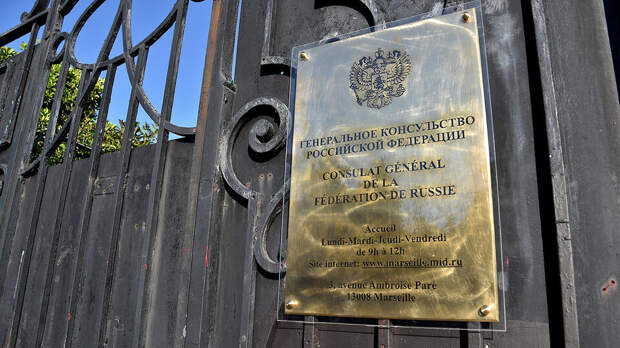 ГЕНЕРАЛЬНОЕ КОНСУЛЬСТВО
РОССИЙСКОЙ ФЕДЕРАЦИИ
CONSULAT GÉNÉRAL
DE LA
FÉDÉRATION DE RUSSIE
Accueil
Lundi-Mardi-Jeudi-Vendredi
de 9h à 12h
Site internet: www.marseille.mid.ru
3, avenue Ambroise Paré
13008 Marseille